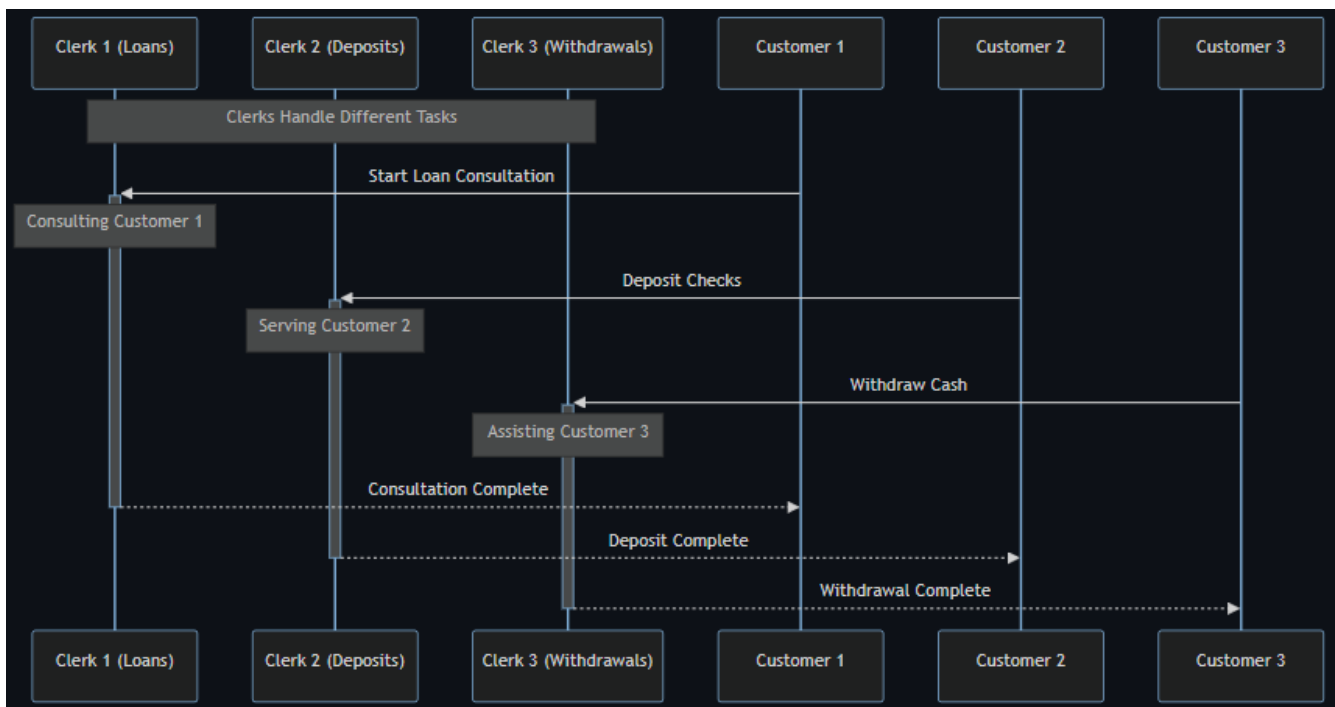 Clerk 1 (Loans)
Clerk 2 (Deposits)
Clerk 3 (Withdrawals)
Customer 1
Customer 2
Customer 3
Clerks Handle Different Tasks
Start Loan Consultation
Consulting Customer 1
Deposit Checks
Serving Customer 2
Withdraw Cash
Assisting Customer 3
Consultation Complete
Deposit Complete
Withdrawal Complete
Clerk 1 (Loans)
Clerk 2 (Deposits)
Clerk 3 (Withdrawals)
Customer 1
Customer 2
Customer 3